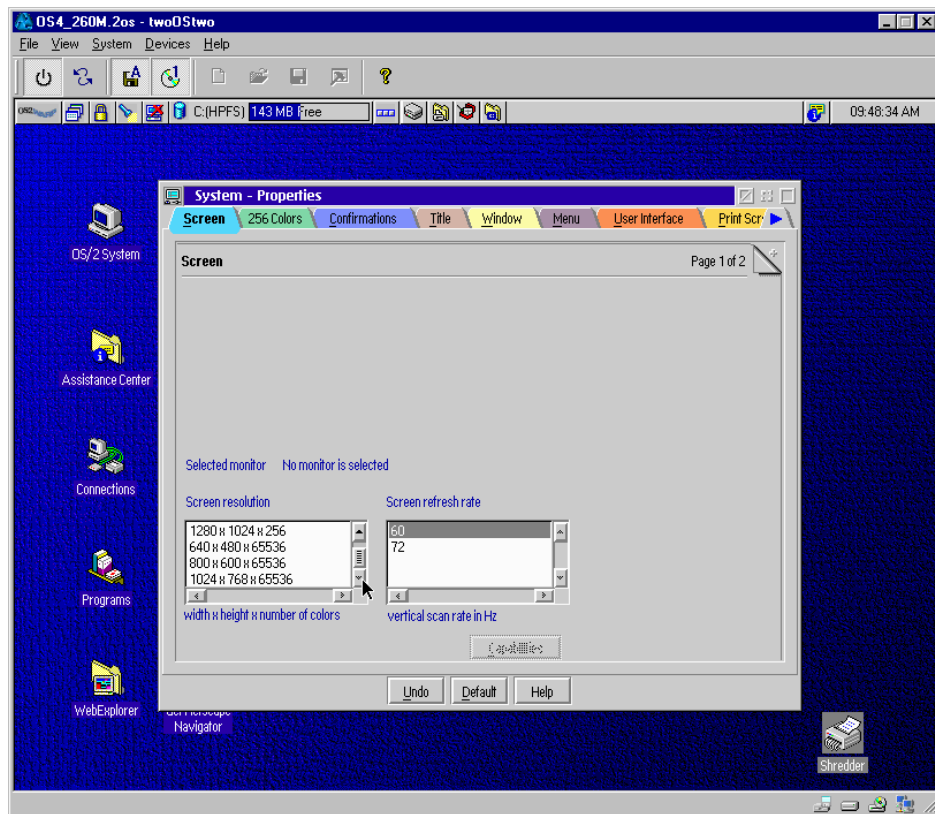 OS4_260M.2os - twoOStwo
File View System Devices Help
OS2 C:(HPFS) 143 MB Free 09:48:34 AM
System - Properties
Screen 256 Colors Confirmations Title Window Menu User Interface Print Scr
Screen Page 1 of 2
OS/2 System
Assistance Center
Connections
Programs
WebExplorer
Navigator
Selected monitor No monitor is selected
Screen resolution Screen refresh rate
1280 x 1024 x 256 60
640 x 480 x 65536 72
800 x 600 x 65536
1024 x 768 x 65536
width x height x number of colors vertical scan rate in Hz
Capabilities
Undo Default Help
Shredder